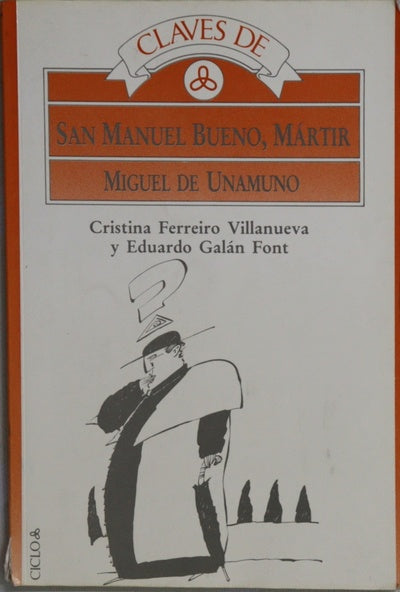 CLAVES DE
SAN MANUEL BUENO, MÁRTIR
MIGUEL DE UNAMUNO
Cristina Ferreiro Villanueva
y Eduardo Galán Font
?
CICLO